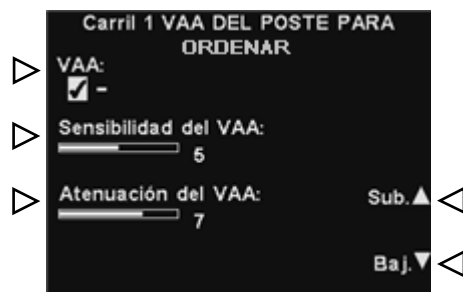 Carril 1 VAA DEL POSTE PARA
ORDENAR
VAA:
-
Sensibilidad del VAA:
5
Atenuación del VAA:
7
Sub.
Baj.